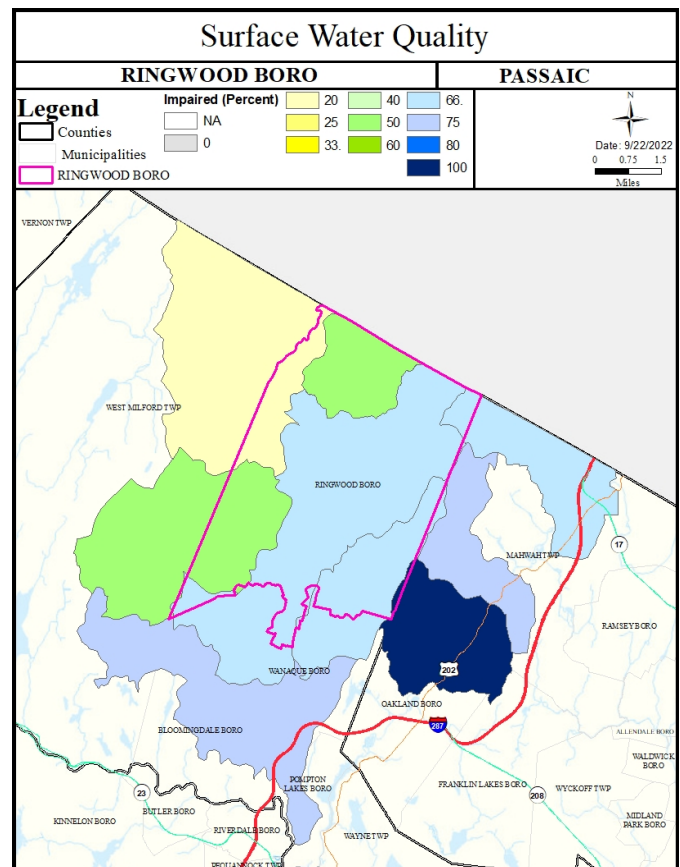 Surface Water Quality
RINGWOOD BORO
PASSAIC
Legend
Counties
Municipalities
RINGWOOD BORO
Impaired (Percent)
NA
0
20
25
33.
40
50
60
66.
75
80
100
N
Date: 9/22/2022
0 0.75 1.5
Miles
VERNON TWP
WEST MILFORD TWP
RINGWOOD BORO
17
MAHWAH TWP
RAMSEY BORO
WANAQUE BORO
202
OAKLAND BORO
287
BLOOMINGDALE BORO
ALLENDALE BORO
WALDWICK
BORO
POMPTON
LAKES BORO
FRANKLIN LAKES BORO
WYCKOFF TWP
23
208
BUTLER BORO
KINNELON BORO
MIDLAND
PARK BORO
RIVERDALE BORO
WAYNE TWP
PEQUANNOCK TWP